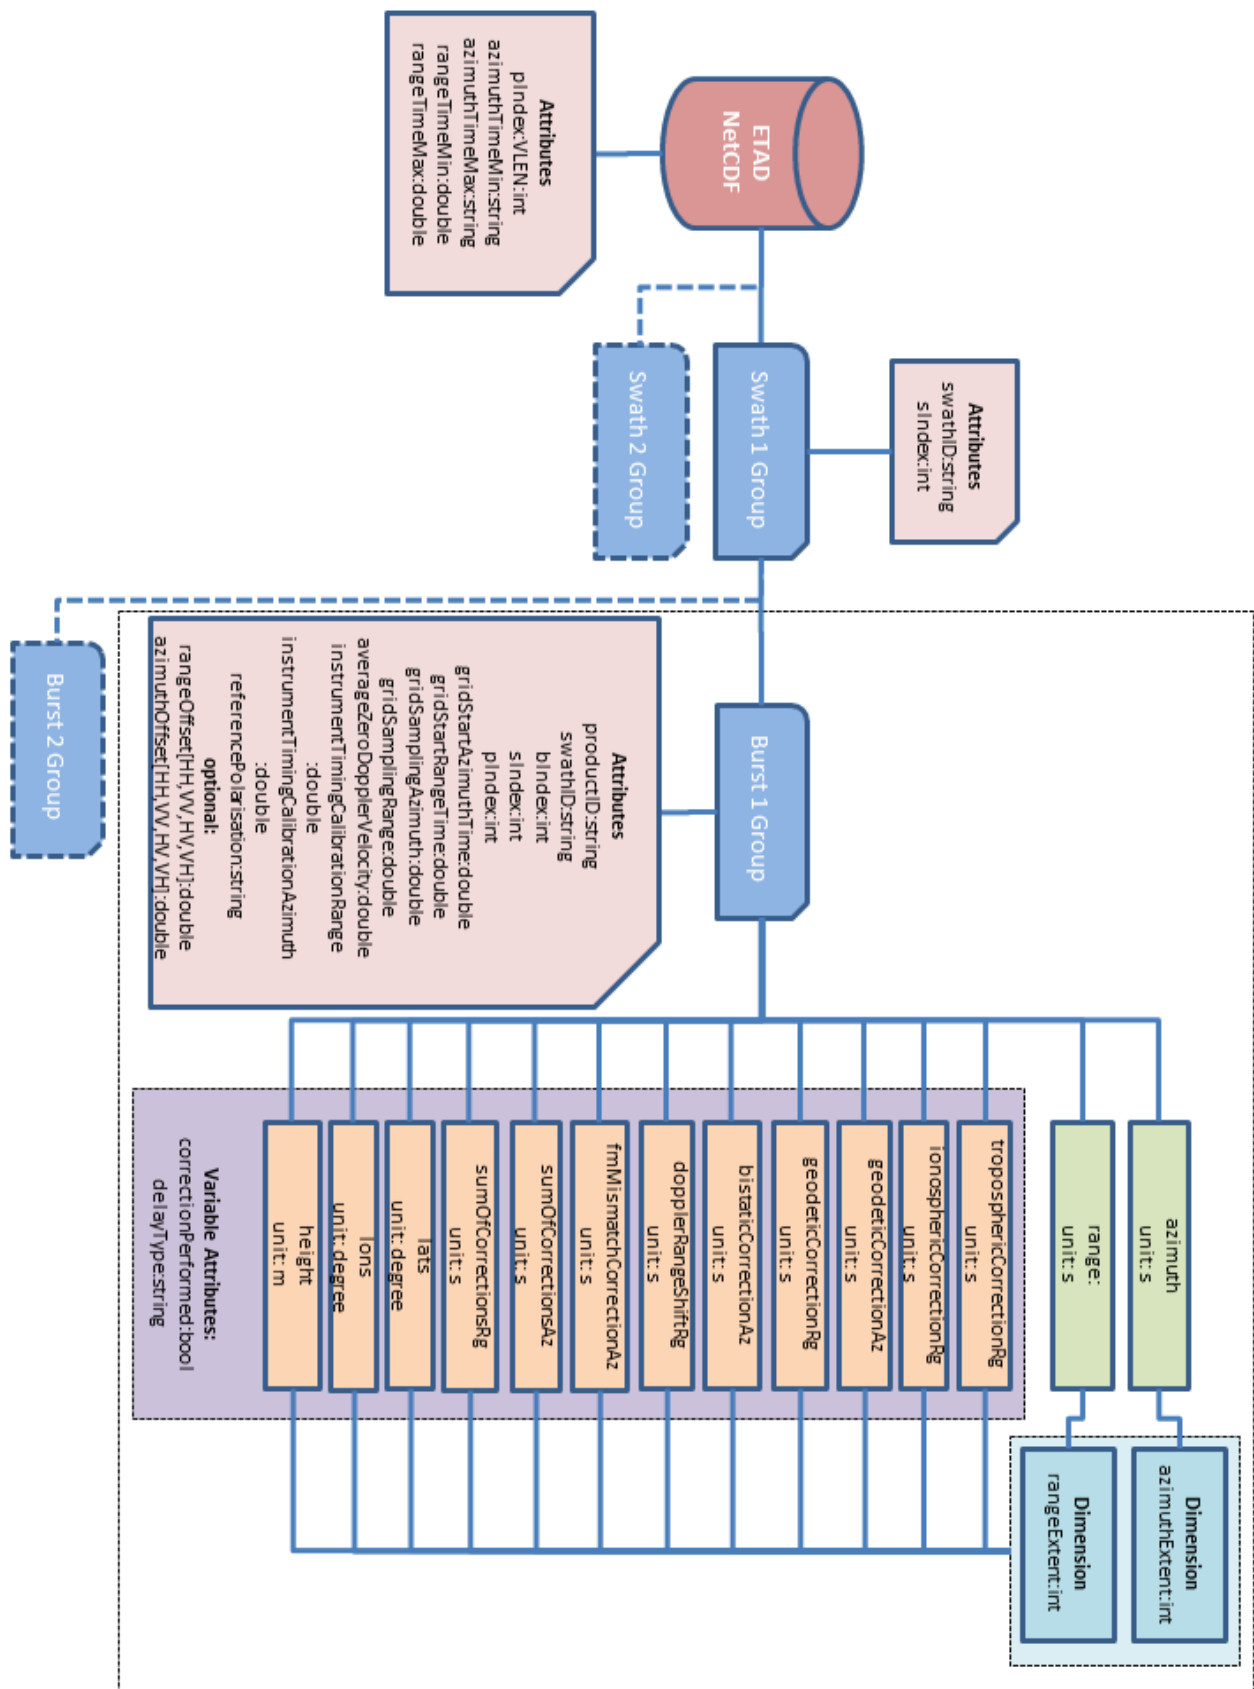 ETAD
NetCDF
Attributes
pIndex:VLEN:int
azimuthTimeMin:string
azimuthTimeMax:string
rangeTimeMin:double
rangeTimeMax:double
Attributes
swathID:string
sIndex:int
Swath 1 Group
Swath 2 Group
Burst 1 Group
Burst 2 Group
Attributes
productID:string
swathID:string
bIndex:int
sIndex:int
pIndex:int
gridStartAzimuthTime:double
gridStartRangeTime:double
gridSamplingAzimuth:double
gridSamplingRange:double
averageZeroDopplerVelocity:double
instrumentTimingCalibrationRange
:double
instrumentTimingCalibrationAzimuth
:double
referencePolarisation:string
optional:
rangeOffset[HH,VV,HV,VH]:double
azimuthOffset[HH,VV,HV,VH]:double
azimuth
unit: s
range:
unit: s
troposphericCorrectionRg
unit: s
ionosphericCorrectionRg
unit: s
geodeticCorrectionAz
unit: s
geodeticCorrectionRg
unit: s
bistaticCorrectionAz
unit: s
dopplerRangeShiftRg
unit: s
fmMismatchCorrectionAz
unit: s
sumOfCorrectionsAz
unit: s
sumOfCorrectionsRg
unit: s
lats
unit: degree
lons
unit: degree
height
unit: m
Variable Attributes:
correctionPerformed:bool
delayType:string
Dimension
azimuthExtent:int
Dimension
rangeExtent:int